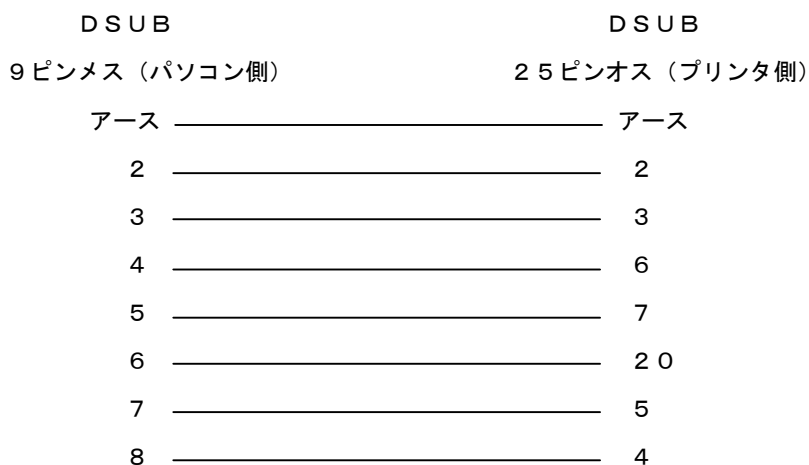 ＤＳＵＢ ＤＳＵＢ
９ピンメス（パソコン側） ２５ピンオス（プリンタ側）
アース アース
２ ２
３ ３
４ ６
５ ７
６ ２０
７ ５
８ ４